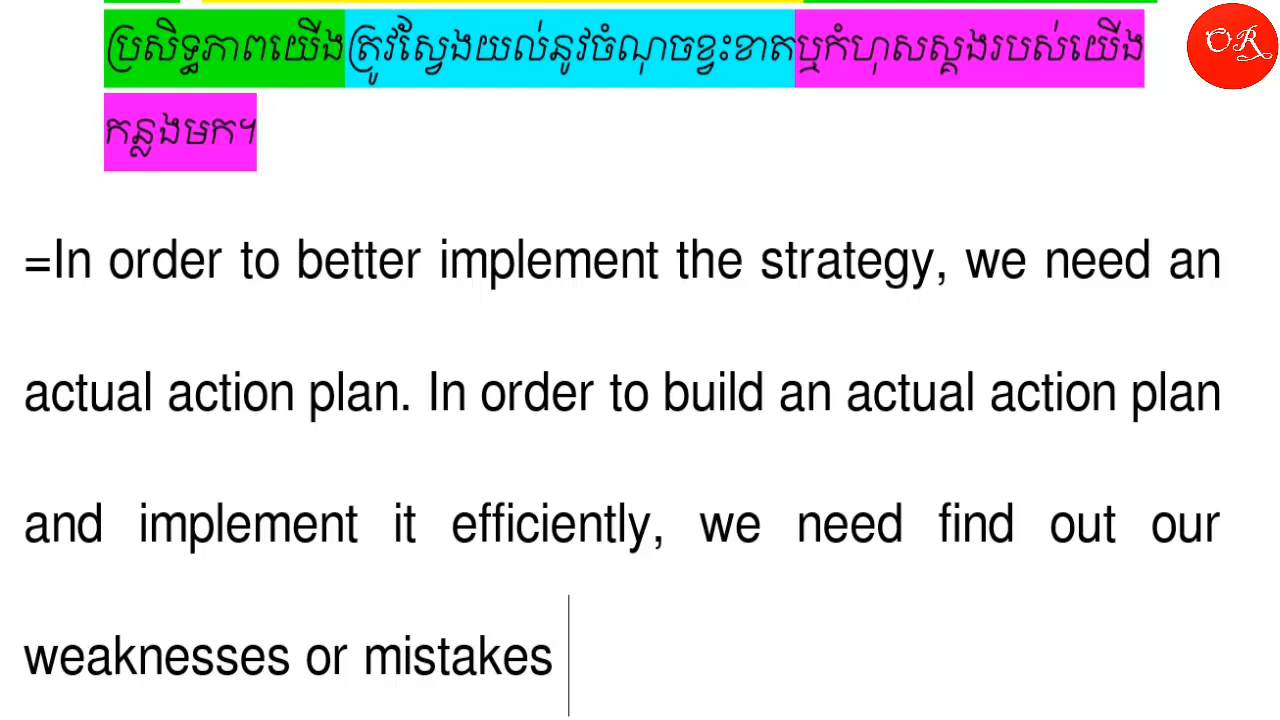 ប្រសិទ្ធភាពយើងត្រូវស្វែងយល់នូវចំណុចខ្វះខាតឬកំហុសស្គងរបស់យើង
កន្លងមក។
=In order to better implement the strategy, we need an
actual action plan. In order to build an actual action plan
and implement it efficiently, we need find out our
weaknesses or mistakes
OR